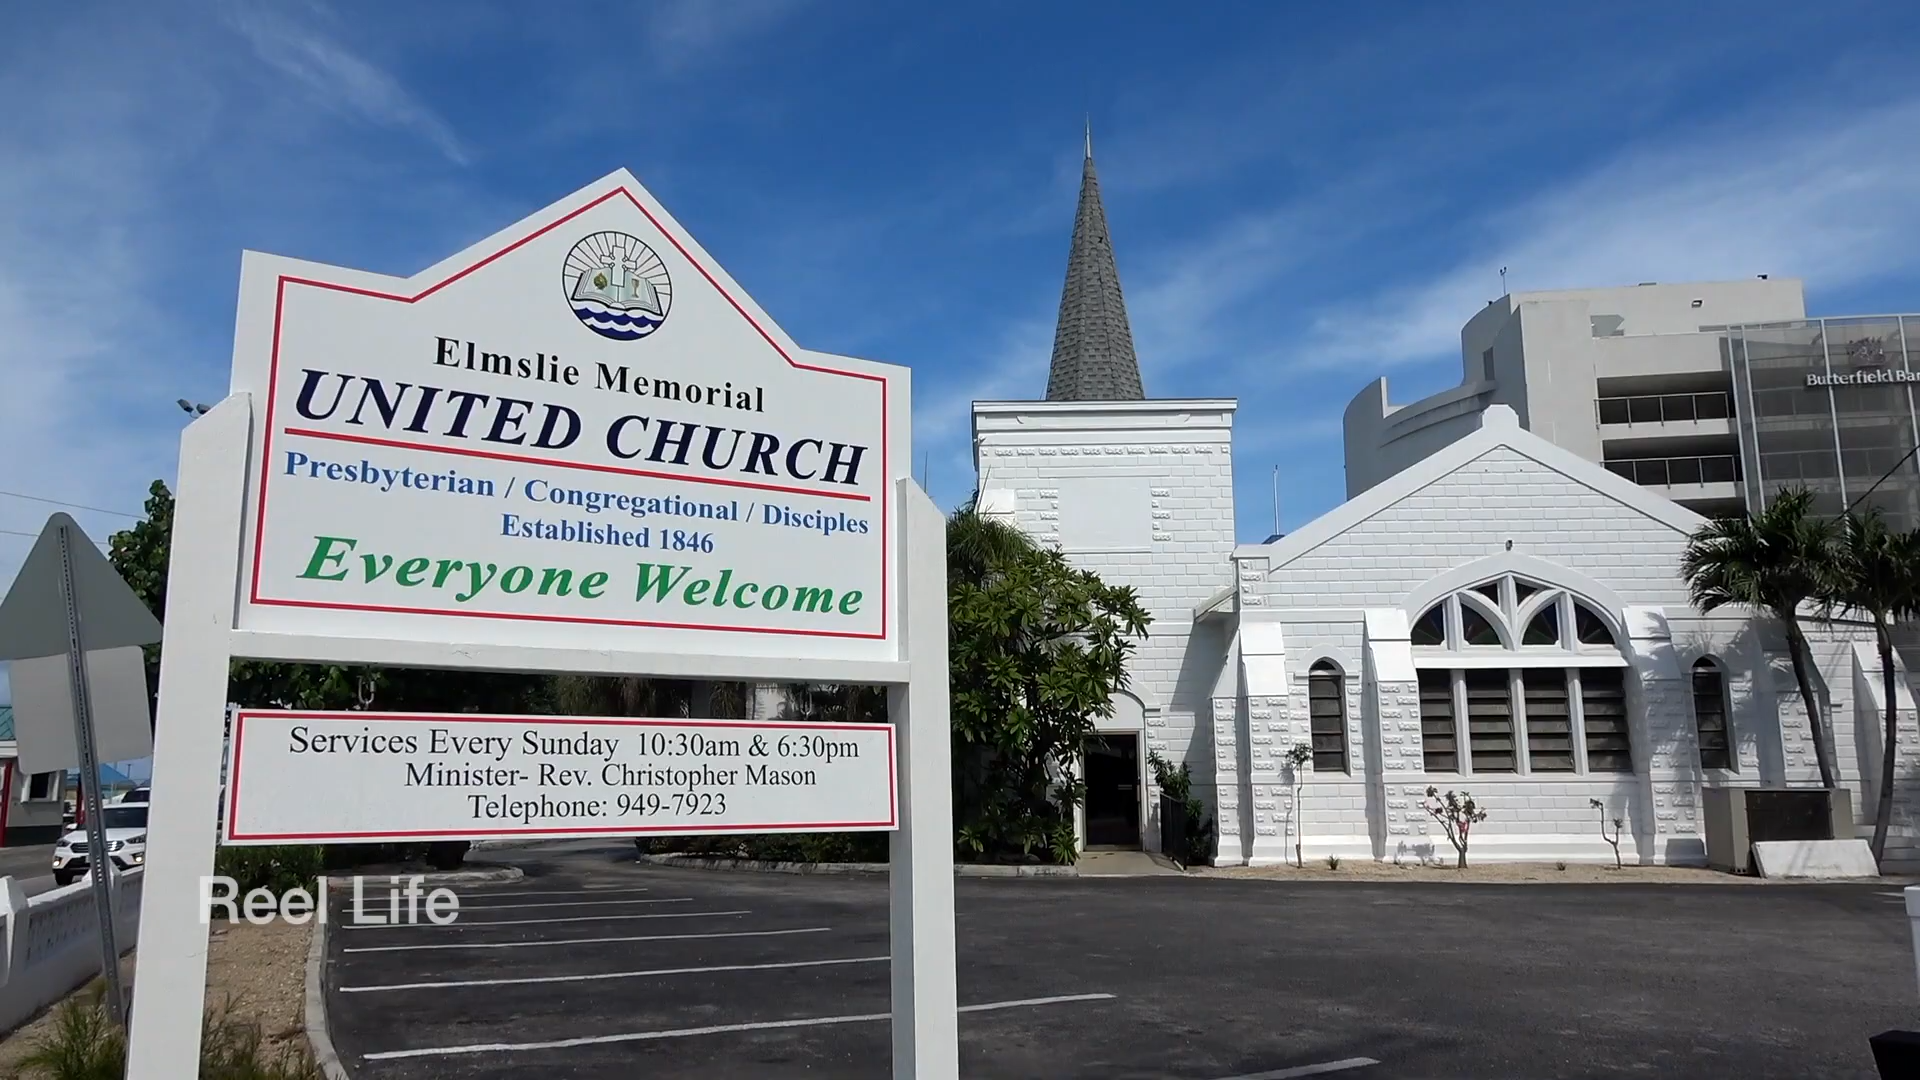 Elmslie Memorial
UNITED CHURCH
Presbyterian / Congregational / Disciples
Established 1846
Everyone Welcome
Services Every Sunday 10:30am & 6:30pm
Minister- Rev. Christopher Mason
Telephone: 949-7923
Butterfield
Reel Life